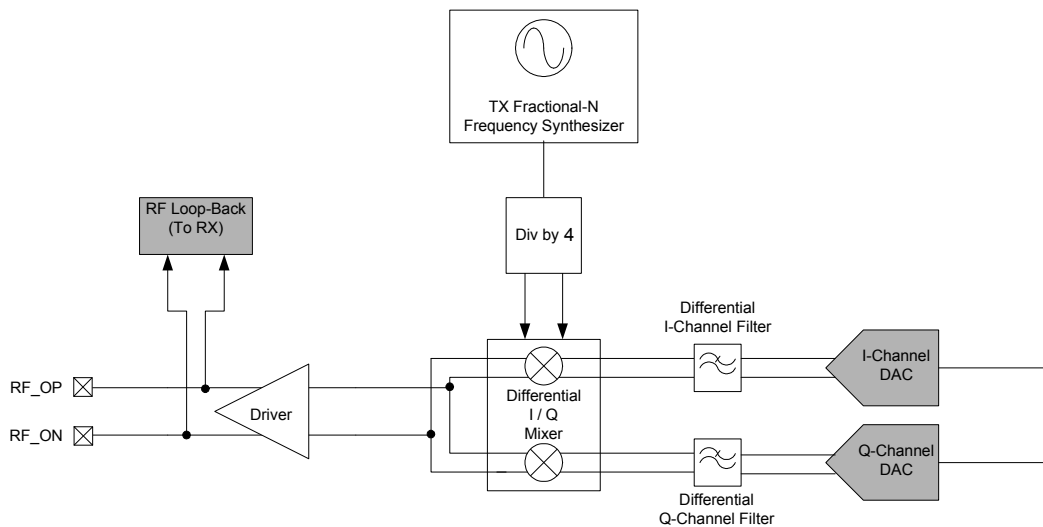 TX Fractional-N
Frequency Synthesizer
RF Loop-Back
(To RX)
Div by 4
Differential
I-Channel Filter
I-Channel
DAC
RF_OP
Driver
Differential
I / Q
Mixer
RF_ON
Q-Channel
DAC
Differential
Q-Channel Filter